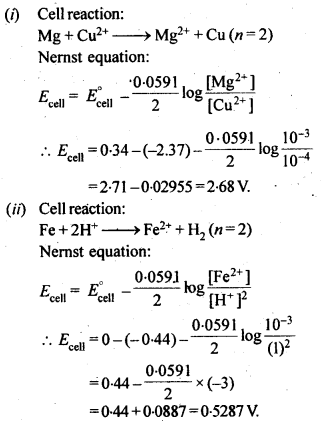 (i) Cell reaction:
Mg + Cu²⁺ ⟶ Mg²⁺ + Cu (n=2)
Nernst equation:
E_cell = E°_cell - 0·0591/2 log [Mg²⁺]/[Cu²⁺]
∴ E_cell = 0·34-(-2.37)- 0·0591/2 log 10⁻³/10⁻⁴
=2·71-0·02955=2·68 V.
(ii) Cell reaction:
Fe + 2H⁺ ⟶ Fe²⁺ + H₂ (n=2)
Nernst equation:
E_cell = E°_cell - 0·0591/2 log [Fe²⁺]/[H⁺]²
∴ E_cell = 0-(-0·44)- 0·0591/2 log 10⁻³/(1)²
=0·44- 0·0591/2 ×(-3)
=0·44+0·0887=0·5287 V.